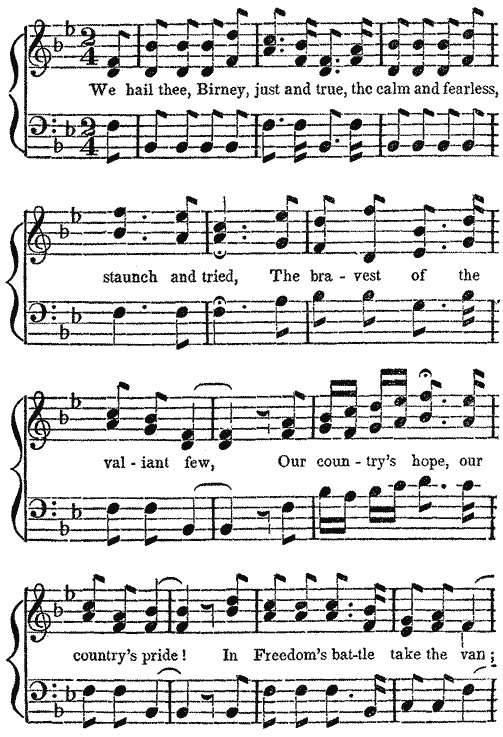 We hail thee, Birney, just and true, the calm and fearless,
staunch and tried, The bra - vest of the
val - iant few, Our coun - try's hope, our
country's pride! In Freedom's bat-tle take the van;